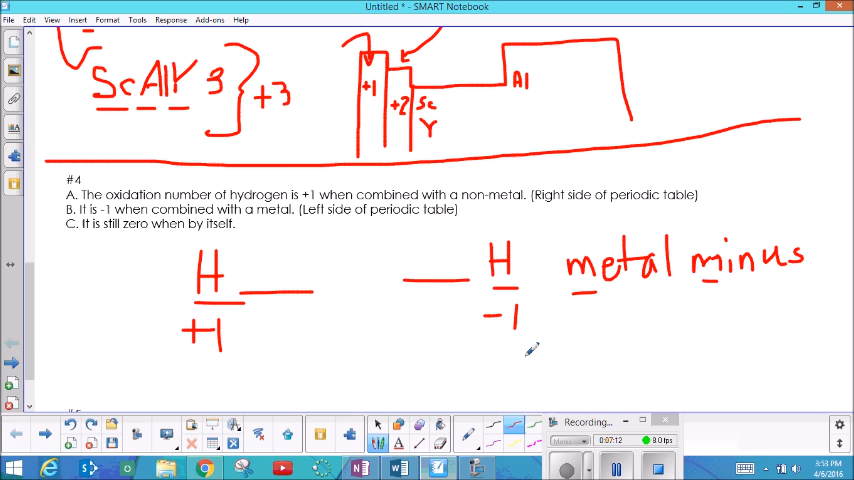 Untitled * - SMART Notebook
File Edit View Insert Format Tools Response Add-ons Help
ScAlY 3
+3
+1
+2
Sc
Y
Al
#4
A. The oxidation number of hydrogen is +1 when combined with a non-metal. (Right side of periodic table)
B. It is -1 when combined with a metal. (Left side of periodic table)
C. It is still zero when by itself.
H
H
metal minus
+1
-1
Recording...
Menu
0:07:12
8.0 fps
3:53 PM
4/6/2016